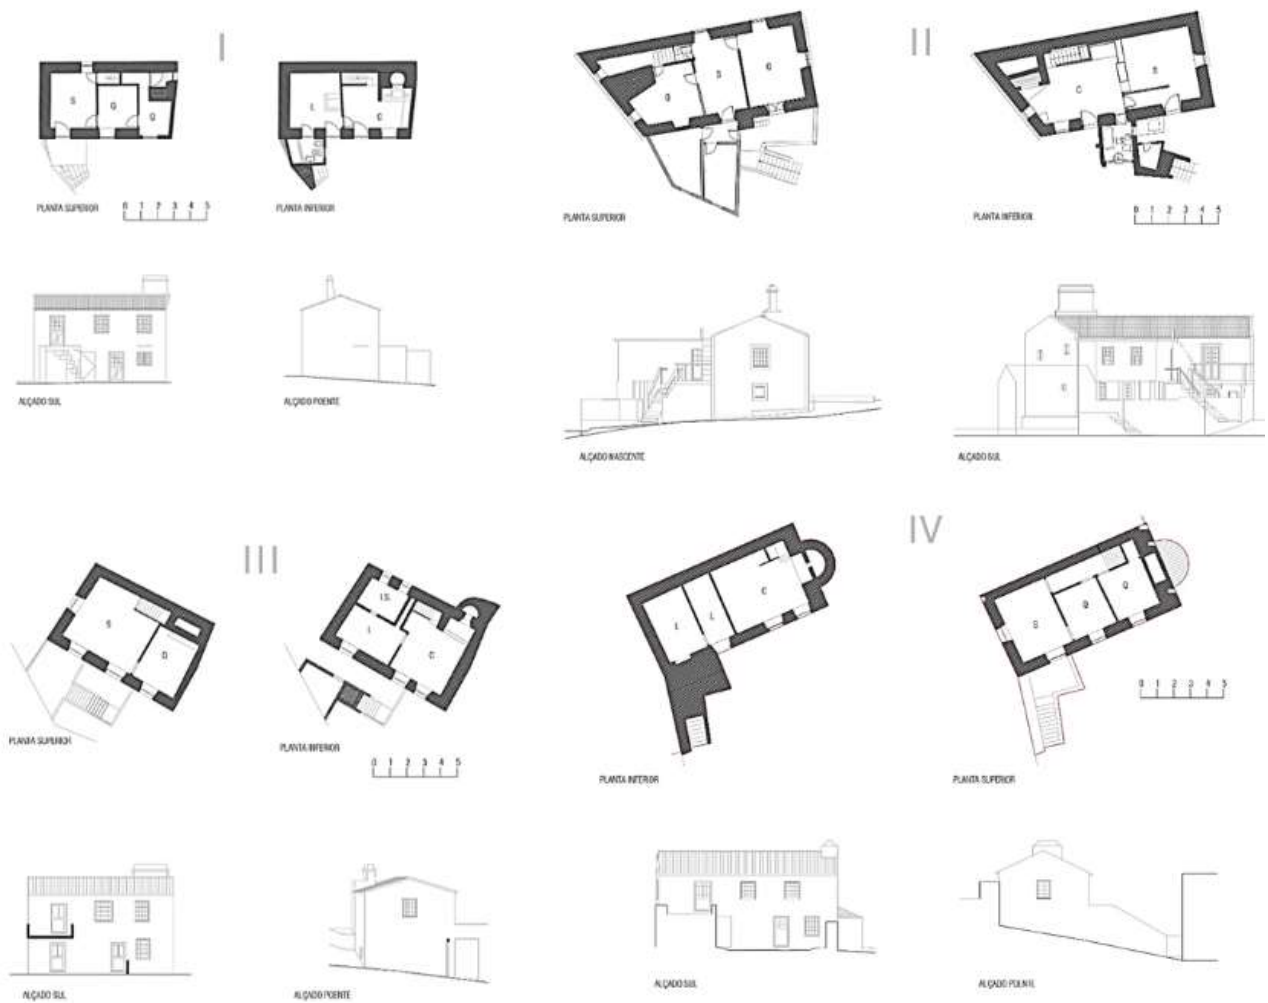 I
S
Q
Q
PLANTA SUPERIOR
0 1 2 3 4 5
L
C
PLANTA INFERIOR
ALÇADO SUL
ALÇADO POENTE
II
Q
S
Q
PLANTA SUPERIOR
C
S
PLANTA INFERIOR
0 1 2 3 4 5
ALÇADO NASCENTE
ALÇADO SUL
III
S
Q
PLANTA SUPERIOR
I.S.
L
C
PLANTA INFERIOR
0 1 2 3 4 5
ALÇADO SUL
ALÇADO POENTE
IV
L
C
PLANTA INFERIOR
S
Q
Q
PLANTA SUPERIOR
0 1 2 3 4 5
ALÇADO SUL
ALÇADO POENTE